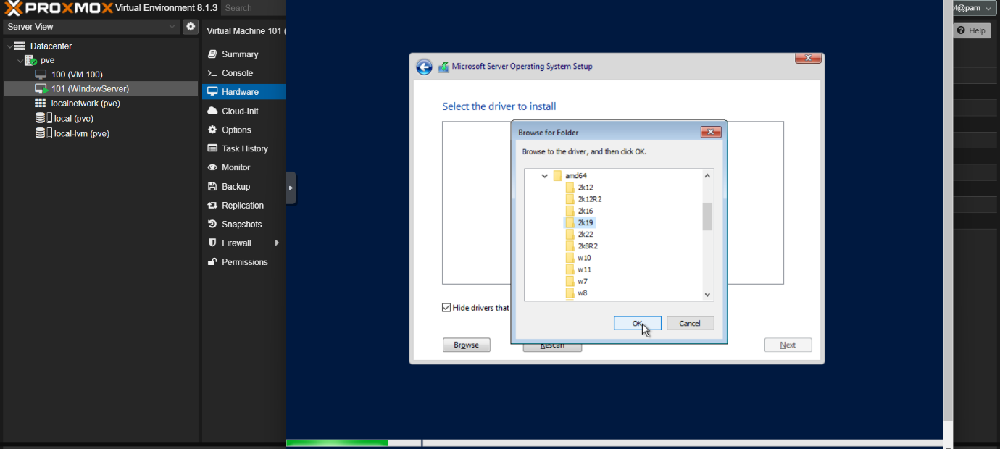 PROXMOX Virtual Environment 8.1.3 Search
t@pam
Server View
Virtual Machine 101 (
Help
Datacenter
pve
100 (VM 100)
101 (WIndowServer)
localnetwork (pve)
local (pve)
local-lvm (pve)
Summary
Console
Hardware
Cloud-Init
Options
Task History
Monitor
Backup
Replication
Snapshots
Firewall
Permissions
Microsoft Server Operating System Setup
Select the driver to install
Browse for Folder
Browse to the driver, and then click OK.
amd64
2k12
2k12R2
2k16
2k19
2k22
2k8R2
w10
w11
w7
w8
OK
Cancel
Hide drivers that
Browse
Rescan
Next